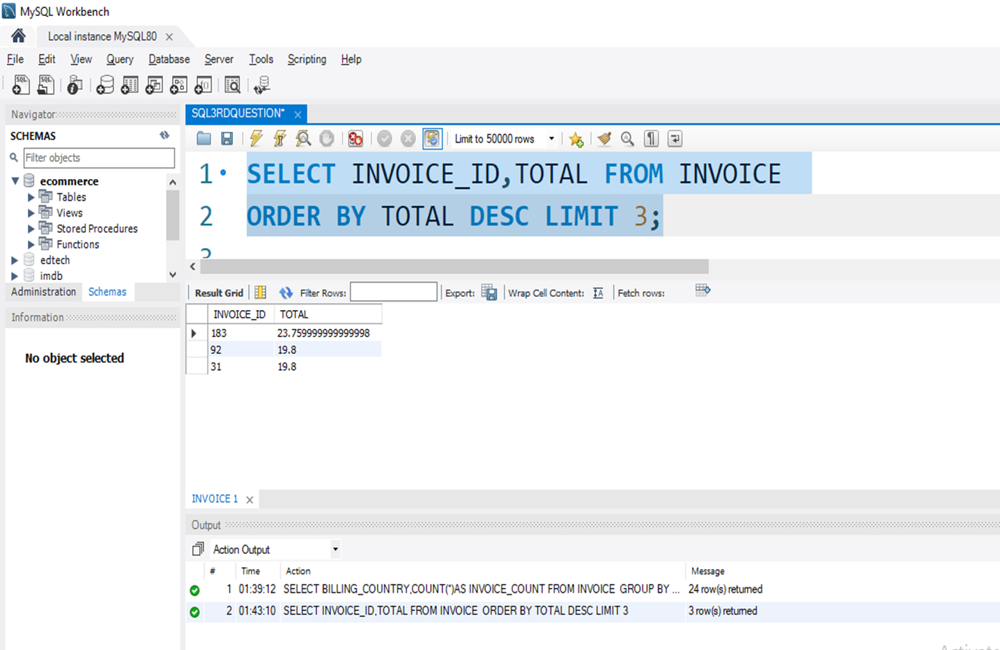 MySQL Workbench
Local instance MySQL80
File Edit View Query Database Server Tools Scripting Help
Navigator
SCHEMAS
Filter objects
ecommerce
Tables
Views
Stored Procedures
Functions
edtech
imdb
Administration Schemas
Information
No object selected
SQL3RDQUESTION*
Limit to 50000 rows
1 SELECT INVOICE_ID,TOTAL FROM INVOICE
2 ORDER BY TOTAL DESC LIMIT 3;
3
Result Grid Filter Rows: Export: Wrap Cell Content: Fetch rows:
INVOICE_ID TOTAL
183 23.759999999999998
92 19.8
31 19.8
INVOICE 1
Output
Action Output
# Time Action Message
1 01:39:12 SELECT BILLING_COUNTRY,COUNT(*)AS INVOICE_COUNT FROM INVOICE GROUP BY ... 24 row(s) returned
2 01:43:10 SELECT INVOICE_ID,TOTAL FROM INVOICE ORDER BY TOTAL DESC LIMIT 3 3 row(s) returned